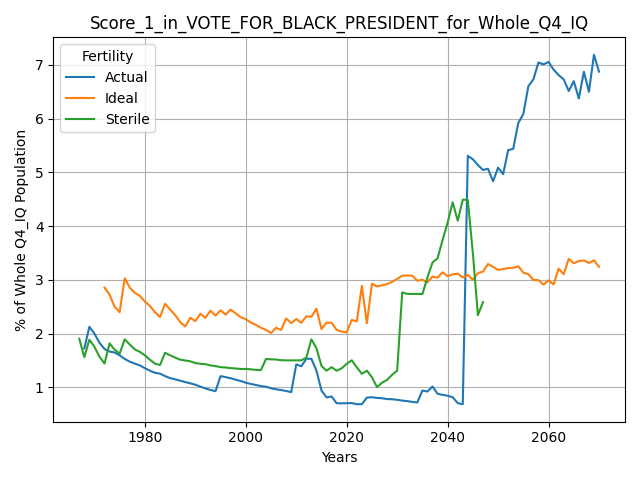 Score_1_in_VOTE_FOR_BLACK_PRESIDENT_for_Whole_Q4_IQ
Fertility
Actual
Ideal
Sterile
% of Whole Q4_IQ Population
7
6
5
4
3
2
1
1980
2000
2020
2040
2060
Years